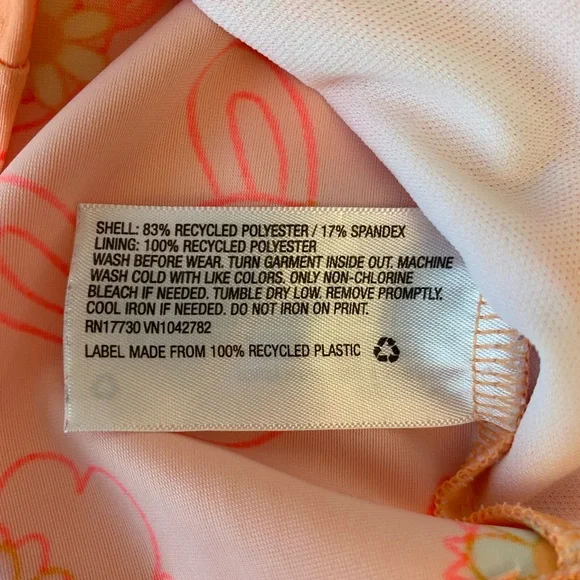 SHELL: 83% RECYCLED POLYESTER / 17% SPANDEX
LINING: 100% RECYCLED POLYESTER
WASH BEFORE WEAR. TURN GARMENT INSIDE OUT. MACHINE
WASH COLD WITH LIKE COLORS. ONLY NON-CHLORINE
BLEACH IF NEEDED. TUMBLE DRY LOW. REMOVE PROMPTLY.
COOL IRON IF NEEDED. DO NOT IRON ON PRINT.
RN17730 VN1042782
LABEL MADE FROM 100% RECYCLED PLASTIC